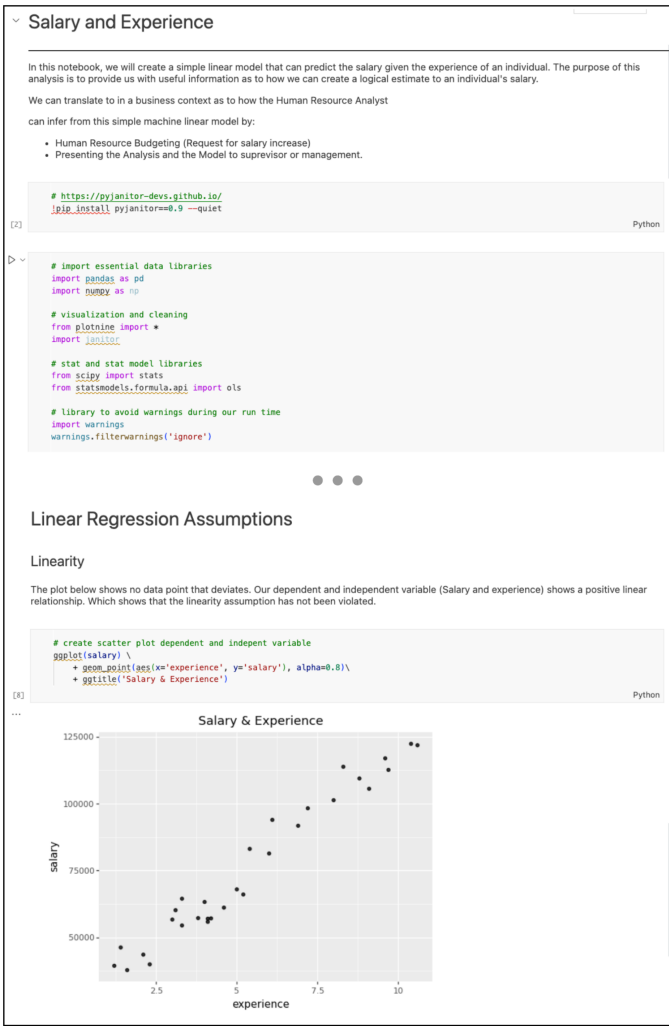 Salary and Experience
In this notebook, we will create a simple linear model that can predict the salary given the experience of an individual. The purpose of this
analysis is to provide us with useful information as to how we can create a logical estimate to an individual's salary.
We can translate to in a business context as to how the Human Resource Analyst
can infer from this simple machine linear model by:
• Human Resource Budgeting (Request for salary increase)
• Presenting the Analysis and the Model to suprevisor or management.
# https://pyjanitor-devs.github.io/
!pip install pyjanitor==0.9 --quiet
[2]
Python
# import essential data libraries
import pandas as pd
import numpy as np
# visualization and cleaning
from plotnine import *
import janitor
# stat and stat model libraries
from scipy import stats
from statsmodels.formula.api import ols
# library to avoid warnings during our run time
import warnings
warnings.filterwarnings('ignore')
Linear Regression Assumptions
Linearity
The plot below shows no data point that deviates. Our dependent and independent variable (Salary and experience) shows a positive linear
relationship. Which shows that the linearity assumption has not been violated.
# create scatter plot dependent and indepent variable
ggplot(salary) \
+ geom_point(aes(x='experience', y='salary'), alpha=0.8)\
+ ggtitle('Salary & Experience')
[8]
Python
...
Salary & Experience
125000
100000
75000
50000
salary
2.5 5 7.5 10
experience